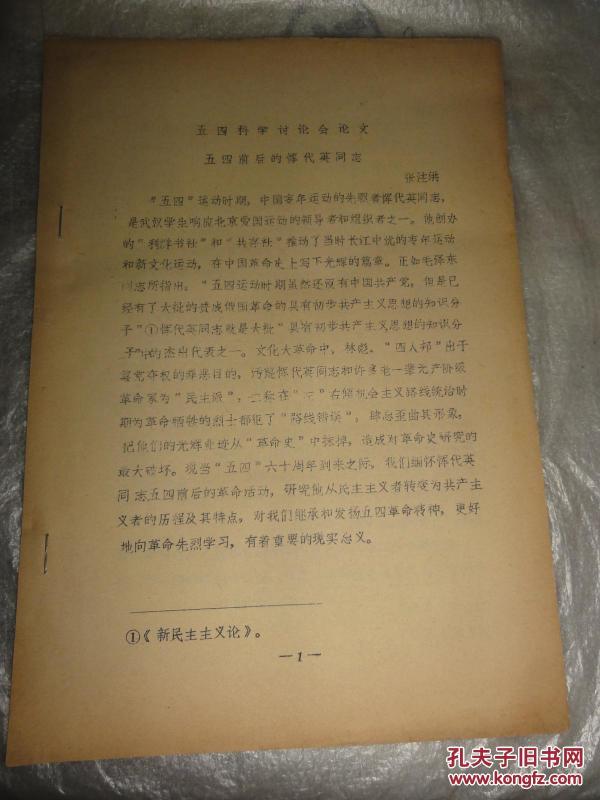 五四科学讨论会论文
五四前后的恽代英同志
张注洪
“五四”运动时期，中国青年运动的先驱者恽代英同志，
是武汉学生响应北京爱国运动的领导者和组织者之一。他创办
的“利群书社”和“共存社”推动了当时长江中游的青年运动
和新文化运动，在中国革命史上写下光辉的篇章。正如毛泽东
同志所指出，“五四运动时期虽然还没有中国共产党，但是已
经有了大批的赞成俄国革命的具有初步共产主义思想的知识分
子”①恽代英同志就是大批“具有初步共产主义思想的知识分
子”中的杰出代表之一。文化大革命中，林彪、“四人邦”出于
篡党夺权的罪恶目的，诬蔑恽代英同志和许多老一辈无产阶级
革命家为“民主派”，在“左”右倾机会主义路线统治时
期为革命牺牲的烈士都犯了“路线错误”，肆意歪曲其形象，
把他们的光辉业迹从“革命史”中抹掉，造成对革命史研究的
最大破坏。现当“五四”六十周年到来之际，我们缅怀恽代英
同志五四前后的革命活动，研究他从民主主义者转变为共产主
义者的历程及其特点，对我们继承和发扬五四革命精神，更好
地向革命先烈学习，有着重要的现实意义。
①《新民主主义论》。
—1—
孔夫子旧书网
www.kongfz.com